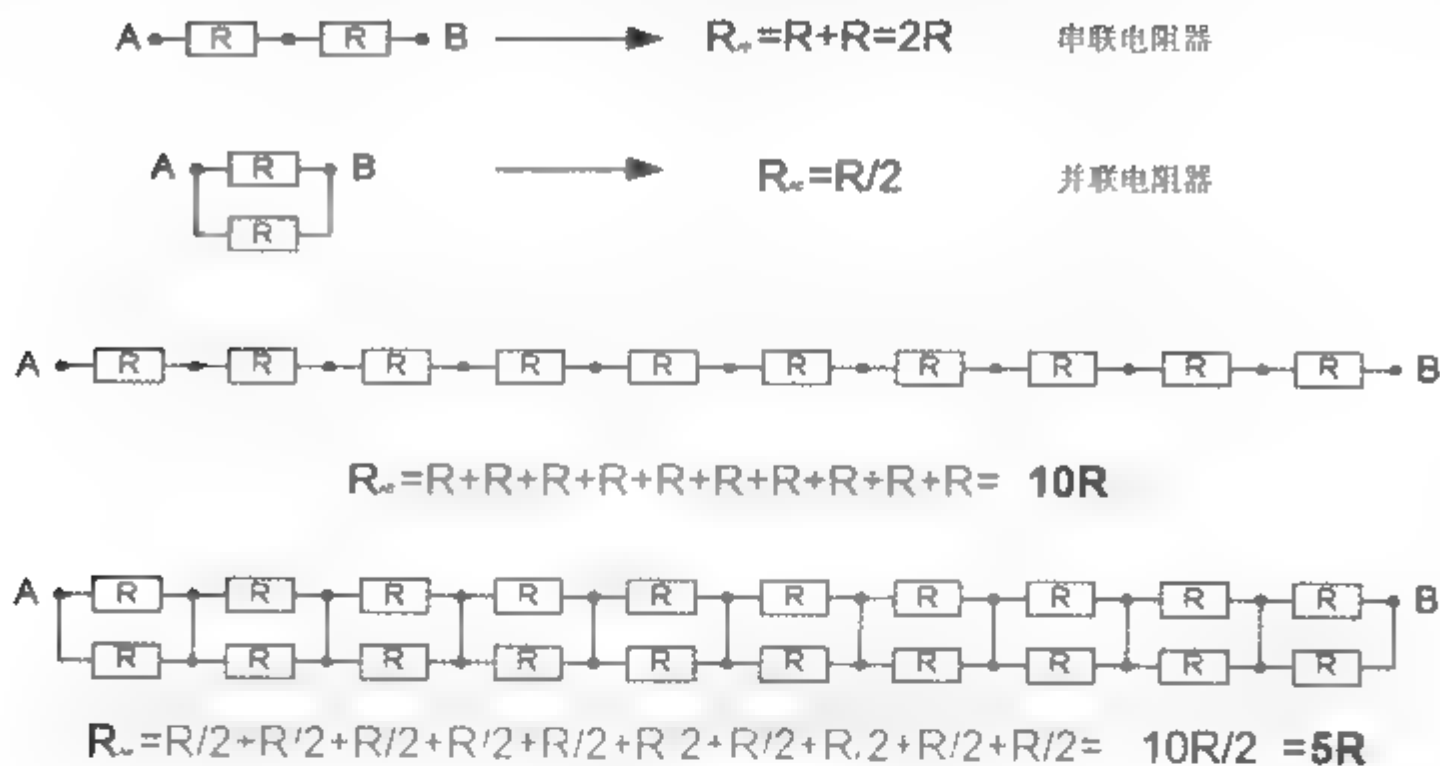 A R R B R =R+R=2R 串联电阻器
A R B R =R/2 并联电阻器
R
A R R R R R R R R R R B
R =R+R+R+R+R+R+R+R+R+R= 10R
A R R R R R R R R R R B
R R R R R R R R R R
R =R/2+R/2+R/2+R/2+R/2+R/2+R/2+R/2+R/2+R/2= 10R/2 =5R